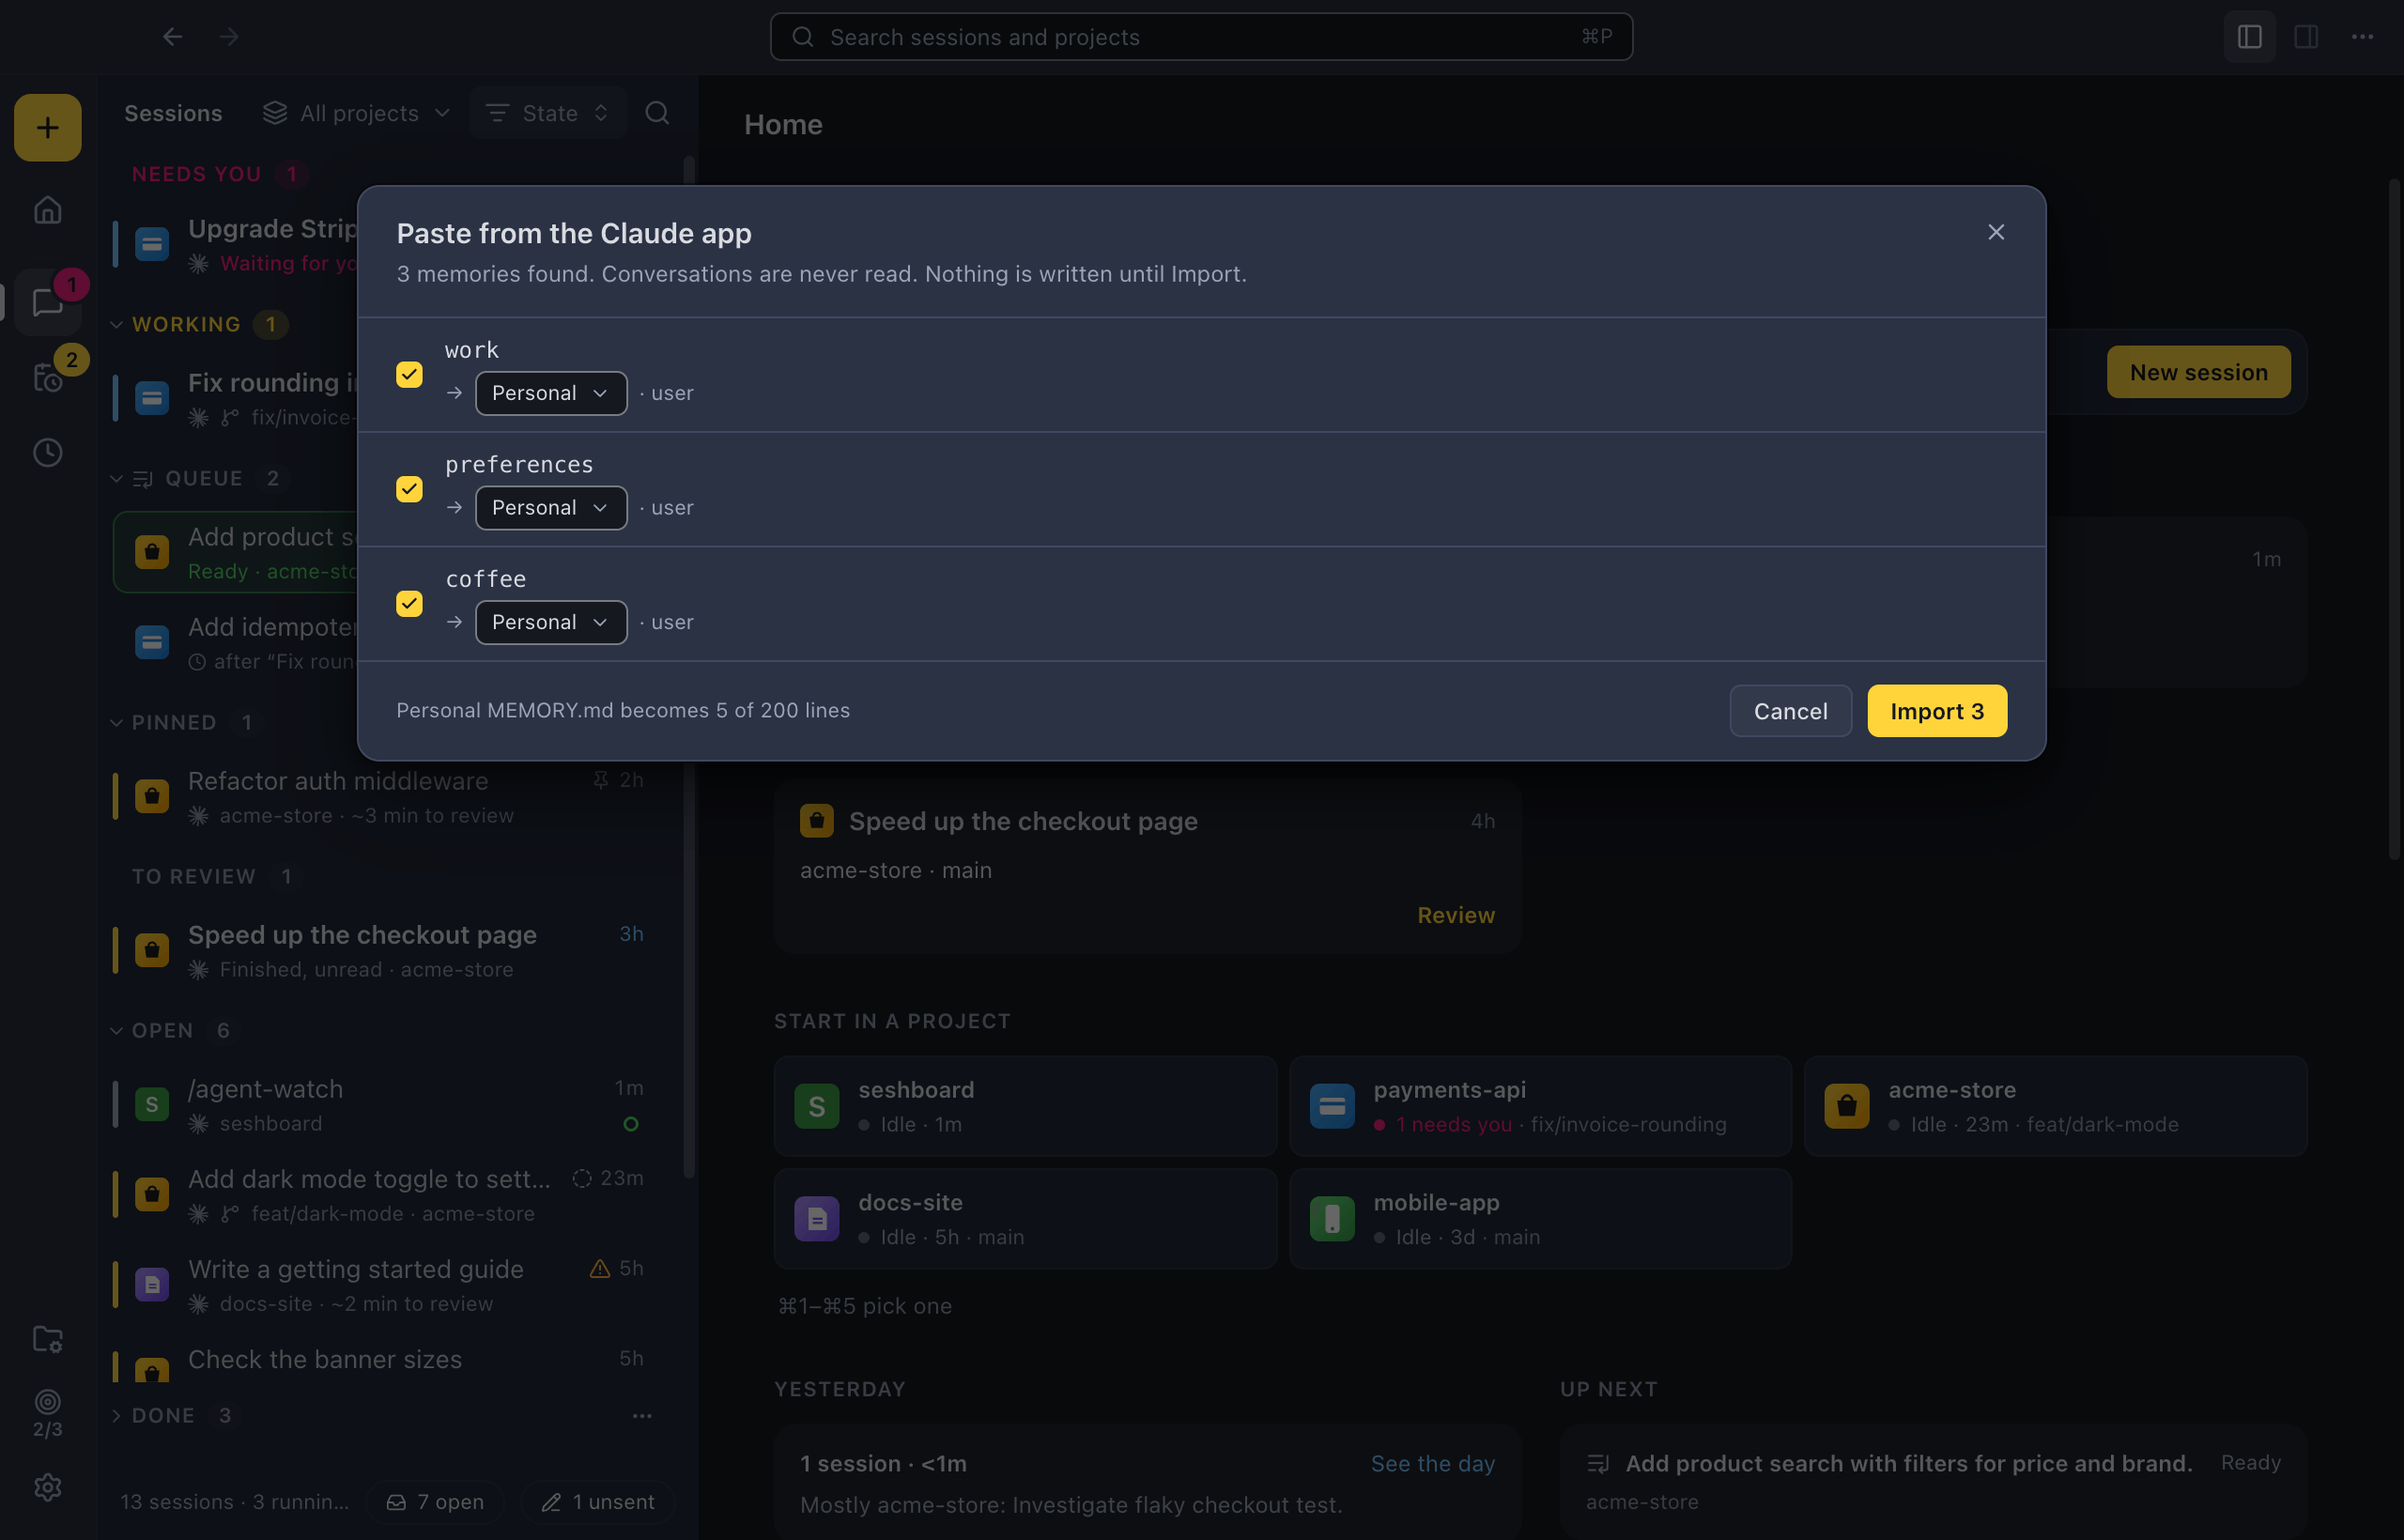 Search sessions and projects ⌘P
Sessions All projects State
Home
NEEDS YOU 1
Upgrade Strip
Waiting for yo
1
WORKING 1
2
Fix rounding i
fix/invoice-
QUEUE 2
Add product s
Ready · acme-sto
Add idempoter
after “Fix roun
PINNED 1
Refactor auth middleware 2h
acme-store · ~3 min to review
TO REVIEW 1
Speed up the checkout page 3h
Finished, unread · acme-store
OPEN 6
S
/agent-watch 1m
seshboard
Add dark mode toggle to sett... 23m
feat/dark-mode · acme-store
Write a getting started guide 5h
docs-site · ~2 min to review
Check the banner sizes 5h
DONE 3
2/3
13 sessions · 3 runnin... 7 open 1 unsent
Paste from the Claude app
3 memories found. Conversations are never read. Nothing is written until Import.
work
→ Personal · user
preferences
→ Personal · user
coffee
→ Personal · user
Personal MEMORY.md becomes 5 of 200 lines
Cancel Import 3
New session
1m
Speed up the checkout page 4h
acme-store · main
Review
START IN A PROJECT
S
seshboard
Idle · 1m
payments-api
1 needs you · fix/invoice-rounding
acme-store
Idle · 23m · feat/dark-mode
docs-site
Idle · 5h · main
mobile-app
Idle · 3d · main
⌘1–⌘5 pick one
YESTERDAY
1 session · <1m See the day
Mostly acme-store: Investigate flaky checkout test.
UP NEXT
Add product search with filters for price and brand. Ready
acme-store